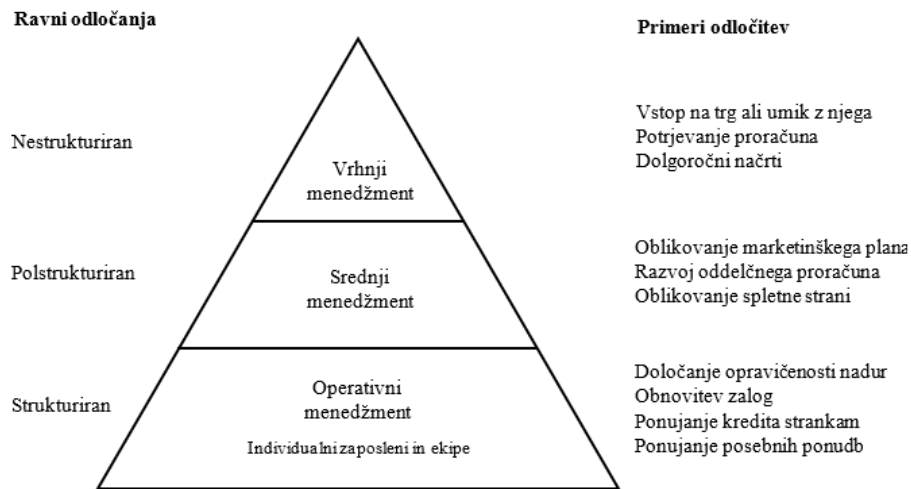 Ravni odločanja
Primeri odločitev
Nestrukturiran
Vrhnji
menedžment
Vstop na trg ali umik z njega
Potrjevanje proračuna
Dolgoročni načrti
Polstrukturiran
Srednji
menedžment
Oblikovanje marketinškega plana
Razvoj oddelčnega proračuna
Oblikovanje spletne strani
Strukturiran
Operativni
menedžment
Individualni zaposleni in ekipe
Določanje opravičenosti nadur
Obnovitev zalog
Ponujanje kredita strankam
Ponujanje posebnih ponudb